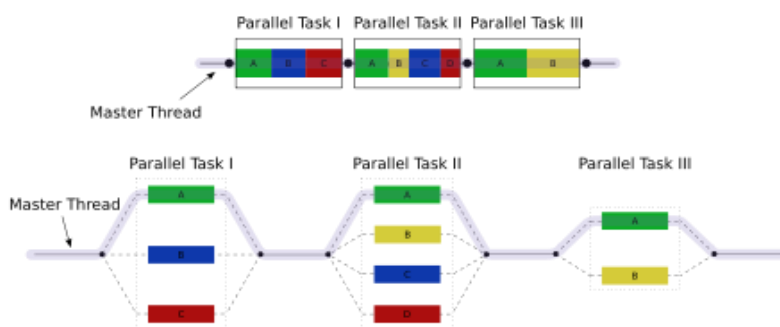 Parallel Task I Parallel Task II Parallel Task III
A B C A B C D A B
Master Thread
Parallel Task I Parallel Task II Parallel Task III
A A
Master Thread A
B
B
C B
C D